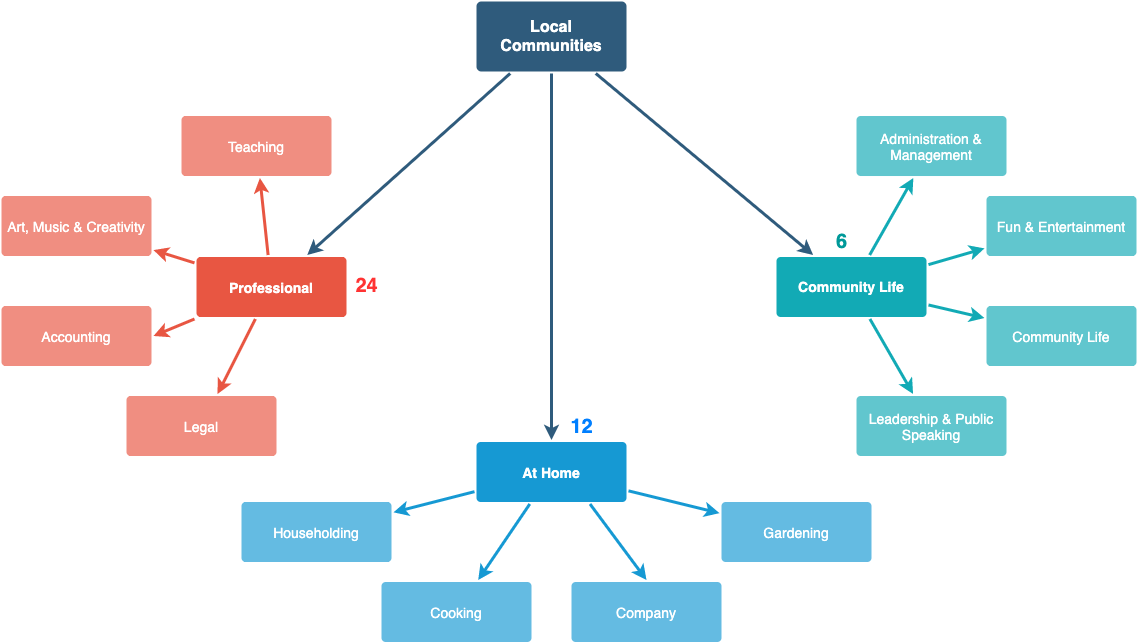 Local
Communities
Teaching
Administration &
Management
Art, Music & Creativity
Fun & Entertainment
6
Professional
24
Community Life
Accounting
Community Life
Legal
Leadership & Public
Speaking
12
At Home
Householding
Gardening
Cooking
Company